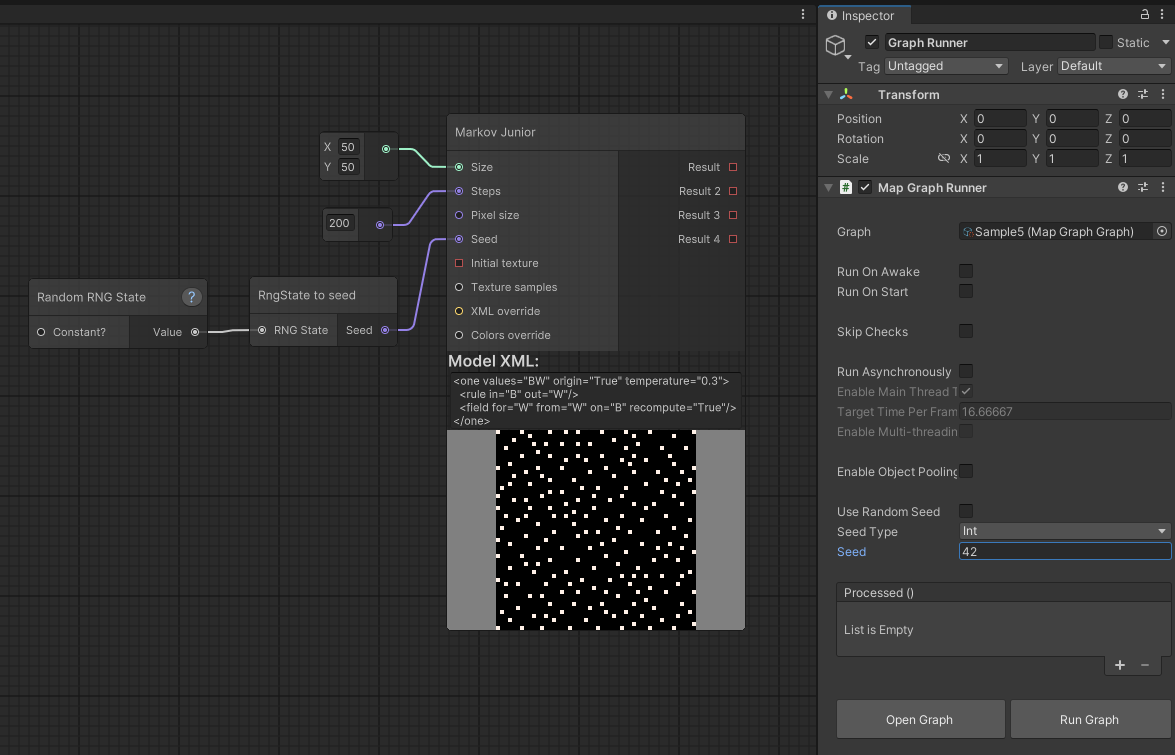 Inspector
Graph Runner
Static
Tag Untagged Layer Default
Transform
Position X 0 Y 0 Z 0
Rotation X 0 Y 0 Z 0
Scale X 1 Y 1 Z 1
Map Graph Runner
Graph Sample5 (Map Graph Graph)
Run On Awake
Run On Start
Skip Checks
Run Asynchronously
Enable Main Thread T
Target Time Per Fram 16.66667
Enable Multi-threadin
Enable Object Pooling
Use Random Seed
Seed Type Int
Seed 42
Processed ()
List is Empty
+ −
Open Graph Run Graph
X 50
Y 50
200
Random RNG State ?
Constant? Value
RngState to seed
RNG State Seed
Markov Junior
Size Result
Steps Result 2
Pixel size Result 3
Seed Result 4
Initial texture
Texture samples
XML override
Colors override
Model XML:
<one values="BW" origin="True" temperature="0.3">
<rule in="B" out="W"/>
<field for="W" from="W" on="B" recompute="True"/>
</one>